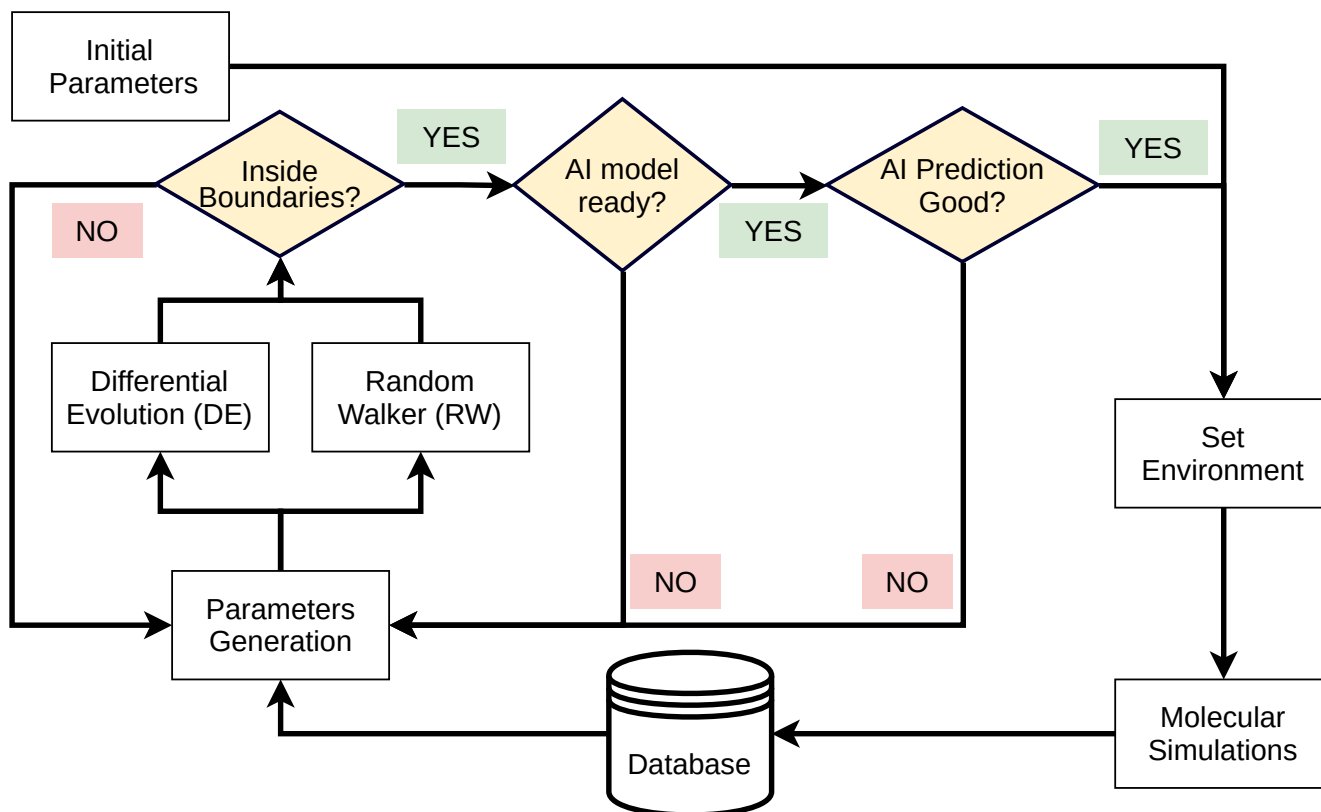 Initial
Parameters
Inside
Boundaries?
YES
NO
AI model
ready?
YES
AI Prediction
Good?
YES
Differential
Evolution (DE)
Random
Walker (RW)
Set
Environment
NO
NO
Parameters
Generation
Database
Molecular
Simulations